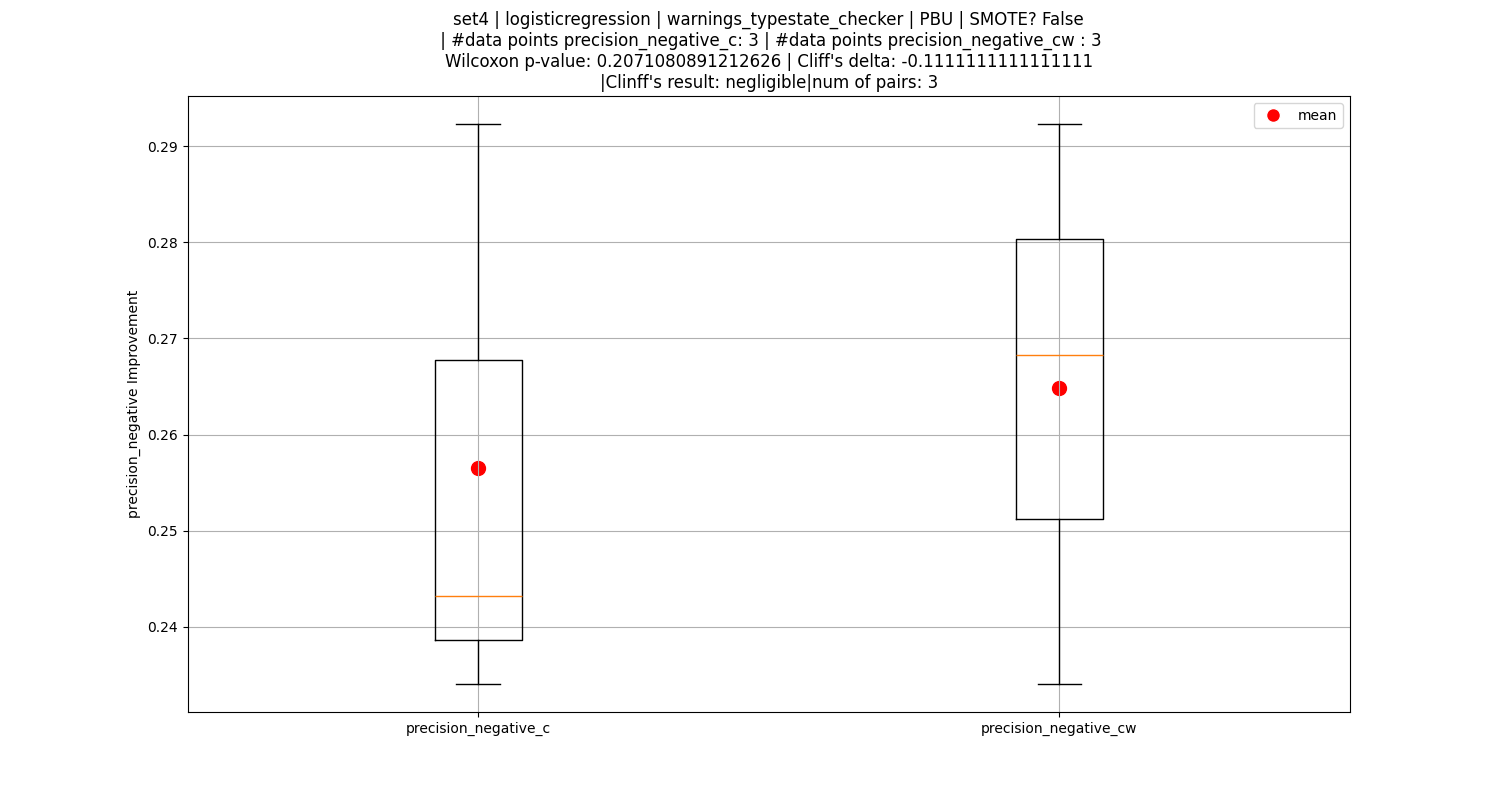 set4 | logisticregression | warnings_typestate_checker | PBU | SMOTE? False
| #data points precision_negative_c: 3 | #data points precision_negative_cw : 3
Wilcoxon p-value: 0.2071080891212626 | Cliff's delta: -0.1111111111111111
|Clinff's result: negligible|num of pairs: 3
mean
precision_negative Improvement
0.29
0.28
0.27
0.26
0.25
0.24
precision_negative_c
precision_negative_cw